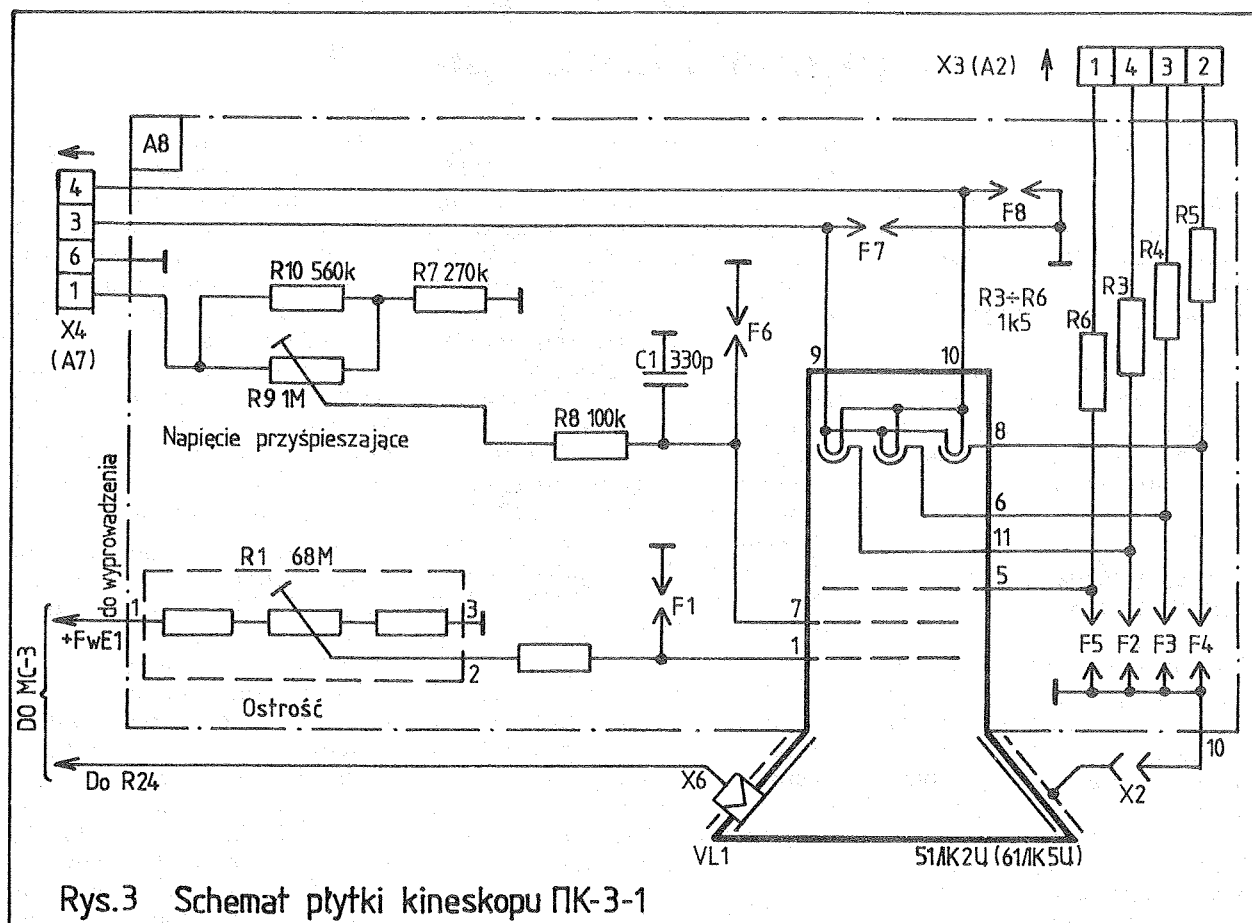 X3 (A2) 1 4 3 2
A8
4
3
6
1
X4
(A7)
F8
F7
R5
R10 560k R7 270k
R4
R3
R6
R3÷R6
1k5
F6
C1 330p
9 10
R9 1M
R8 100k
Napięcie przyśpieszające
8
6
11
5
do wyprowadzenia
R1 68M
1 3
+FwE1
2
F1
7
1
F5 F2 F3 F4
DO MC-3
Ostrość
10
Do R24
X6
X2
VL1
51ЛК2Ц (61ЛК5Ц)
Rys.3 Schemat płytki kineskopu ПК-3-1